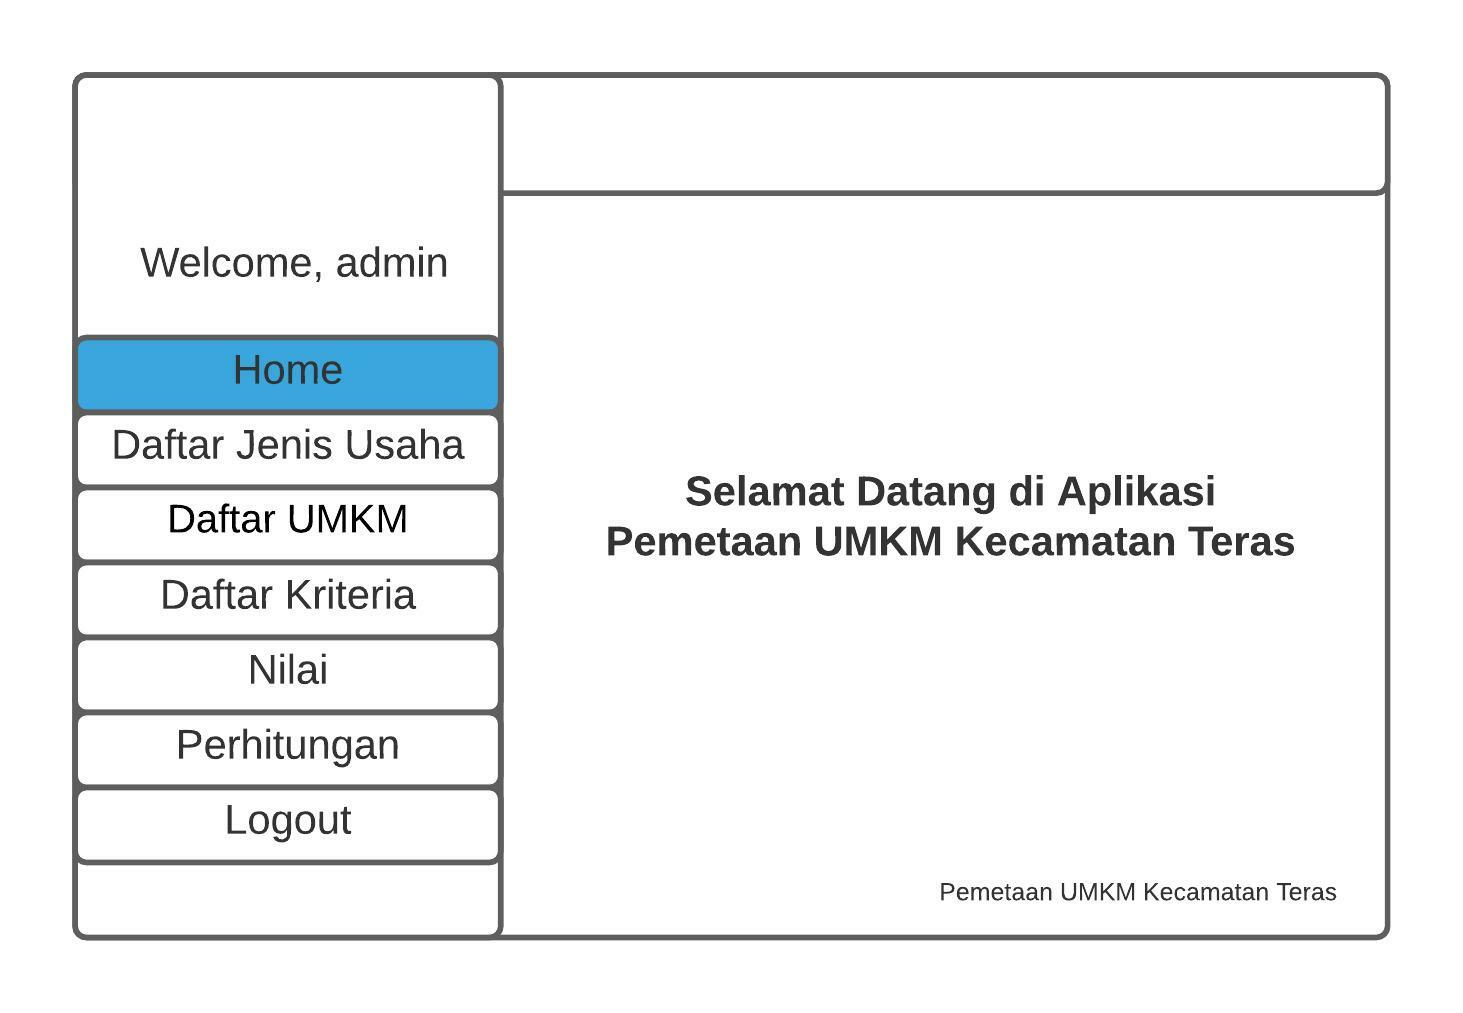 Welcome, admin
Home
Daftar Jenis Usaha
Daftar UMKM
Daftar Kriteria
Nilai
Perhitungan
Logout
Selamat Datang di Aplikasi
Pemetaan UMKM Kecamatan Teras
Pemetaan UMKM Kecamatan Teras